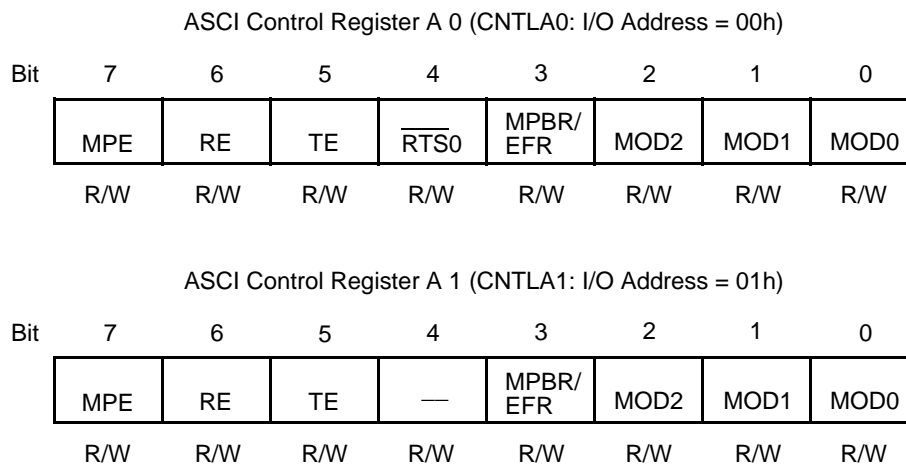 ASCI Control Register A 0 (CNTLA0: I/O Address = 00h)
Bit 7 6 5 4 3 2 1 0
MPE RE TE R̅T̅S̅0 MPBR/ EFR MOD2 MOD1 MOD0
R/W R/W R/W R/W R/W R/W R/W R/W
ASCI Control Register A 1 (CNTLA1: I/O Address = 01h)
Bit 7 6 5 4 3 2 1 0
MPE RE TE — MPBR/ EFR MOD2 MOD1 MOD0
R/W R/W R/W R/W R/W R/W R/W R/W